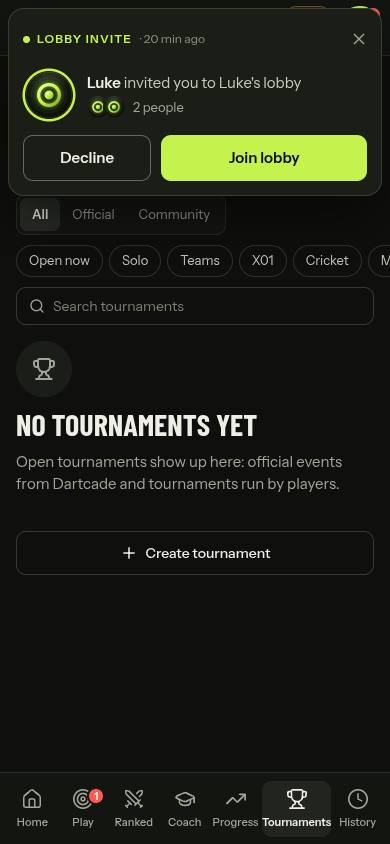 LOBBY INVITE · 20 min ago
Luke invited you to Luke's lobby
2 people
Decline
Join lobby
All Official Community
Open now Solo Teams X01 Cricket M
Search tournaments
NO TOURNAMENTS YET
Open tournaments show up here: official events
from Dartcade and tournaments run by players.
Create tournament
1
Home Play Ranked Coach Progress Tournaments History